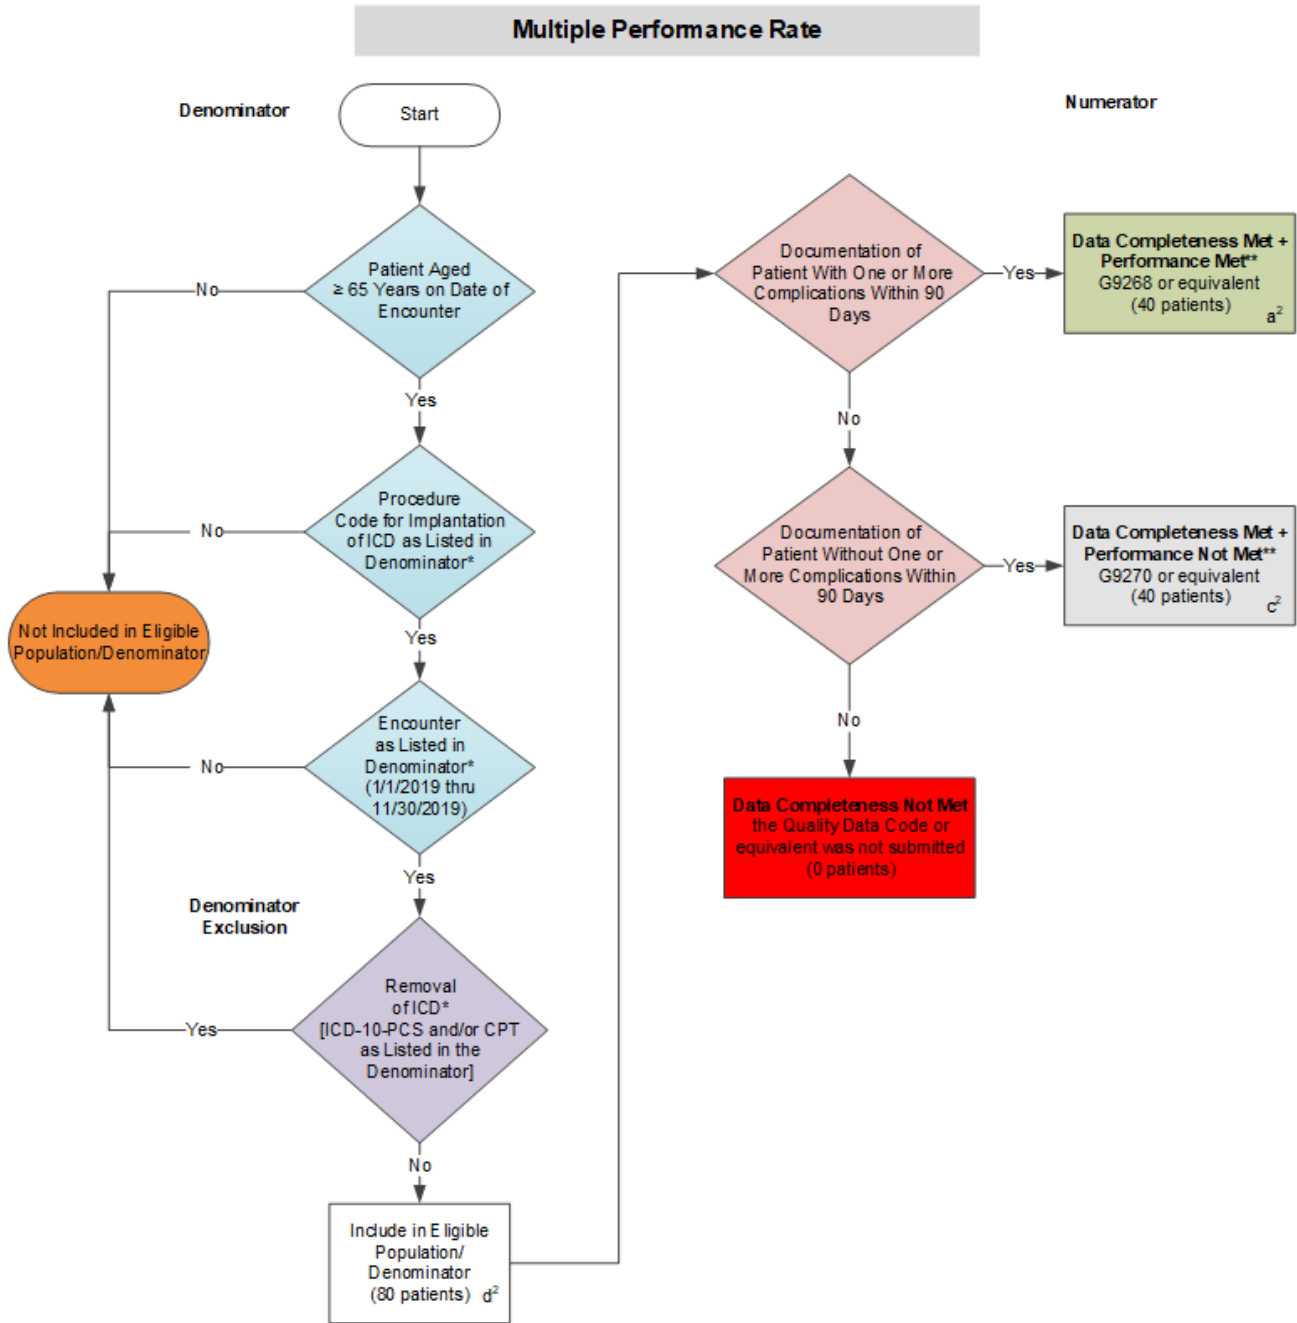 Multiple Performance Rate
Denominator
Start
Numerator
Patient Aged
≥ 65 Years on Date of
Encounter
No
Yes
Procedure
Code for Implantation
of ICD as Listed in
Denominator*
No
Yes
Not Included in Eligible
Population/Denominator
Encounter
as Listed in
Denominator*
(1/1/2019 thru
11/30/2019)
No
Yes
Denominator
Exclusion
Removal
of ICD*
[ICD-10-PCS and/or CPT
as Listed in the
Denominator]
Yes
No
Include in Eligible
Population/
Denominator
(80 patients) d²
Documentation of
Patient With One or More
Complications Within 90
Days
Yes
Data Completeness Met +
Performance Met**
G9268 or equivalent
(40 patients)
a²
No
Documentation of
Patient Without One or
More Complications Within
90 Days
Yes
Data Completeness Met +
Performance Not Met**
G9270 or equivalent
(40 patients)
c²
No
Data Completeness Not Met
the Quality Data Code or
equivalent was not submitted
(0 patients)